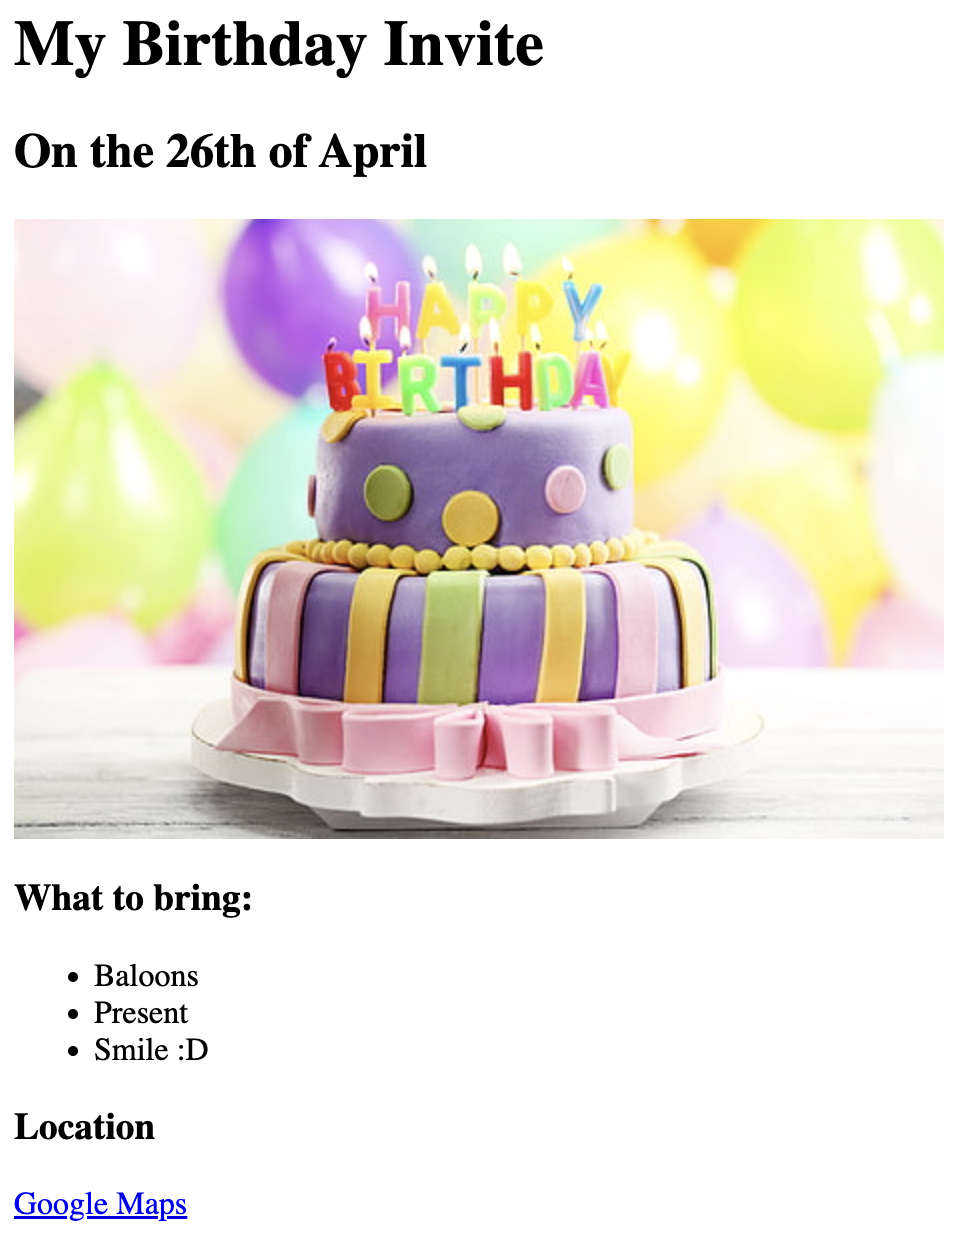 My Birthday Invite
On the 26th of April
HAPPY
BIRTHDAY
What to bring:
Baloons
Present
Smile :D
Location
Google Maps